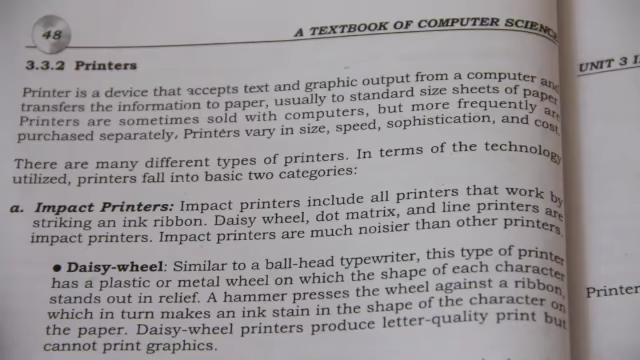 48
A TEXTBOOK OF COMPUTER SCIENCE
UNIT 3
3.3.2 Printers
Printer is a device that accepts text and graphic output from a computer and
transfers the information to paper, usually to standard size sheets of paper
Printers are sometimes sold with computers, but more frequently are
purchased separately. Printers vary in size, speed, sophistication, and cost.
There are many different types of printers. In terms of the technology
utilized, printers fall into basic two categories:
a. Impact Printers: Impact printers include all printers that work by
striking an ink ribbon. Daisy wheel, dot matrix, and line printers are
impact printers. Impact printers are much noisier than other printers.
• Daisy-wheel: Similar to a ball-head typewriter, this type of printer
has a plastic or metal wheel on which the shape of each character
stands out in relief. A hammer presses the wheel against a ribbon,
which in turn makes an ink stain in the shape of the character on
the paper. Daisy-wheel printers produce letter-quality print but
cannot print graphics.
Printer